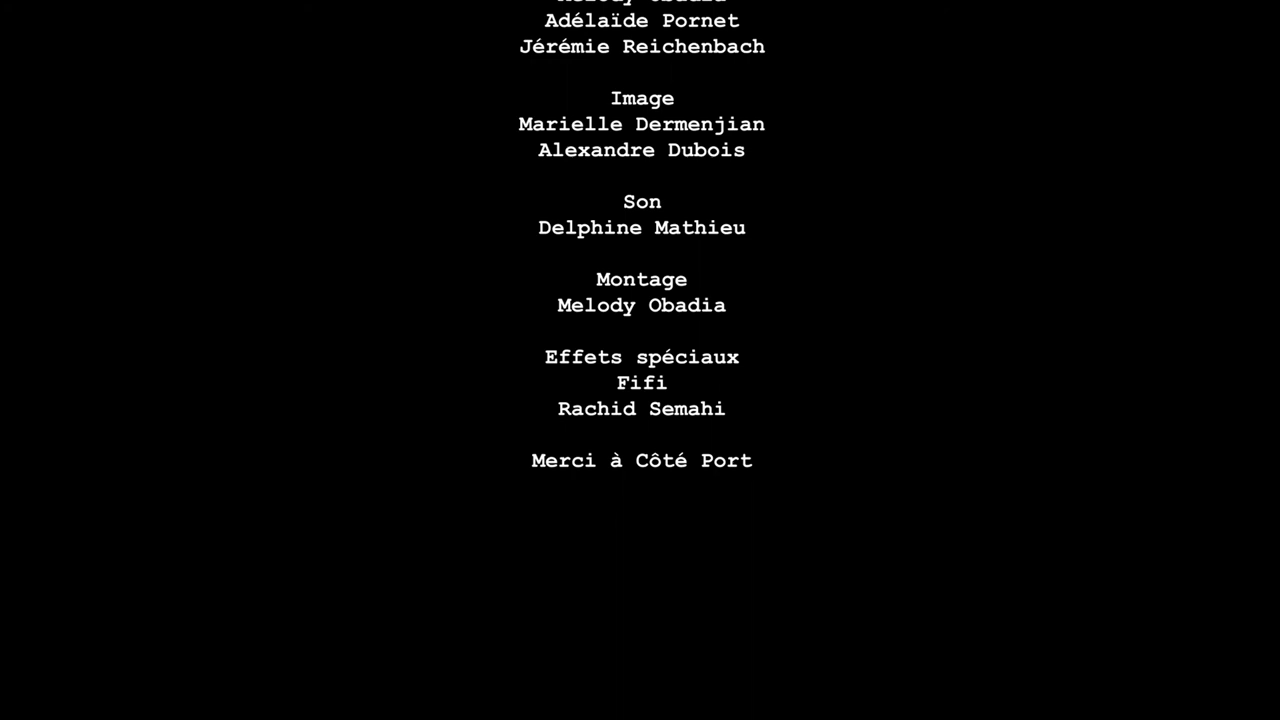 Adélaïde Pornet
Jérémie Reichenbach
Image
Marielle Dermenjian
Alexandre Dubois
Son
Delphine Mathieu
Montage
Melody Obadia
Effets spéciaux
Fifi
Rachid Semahi
Merci à Côté Port